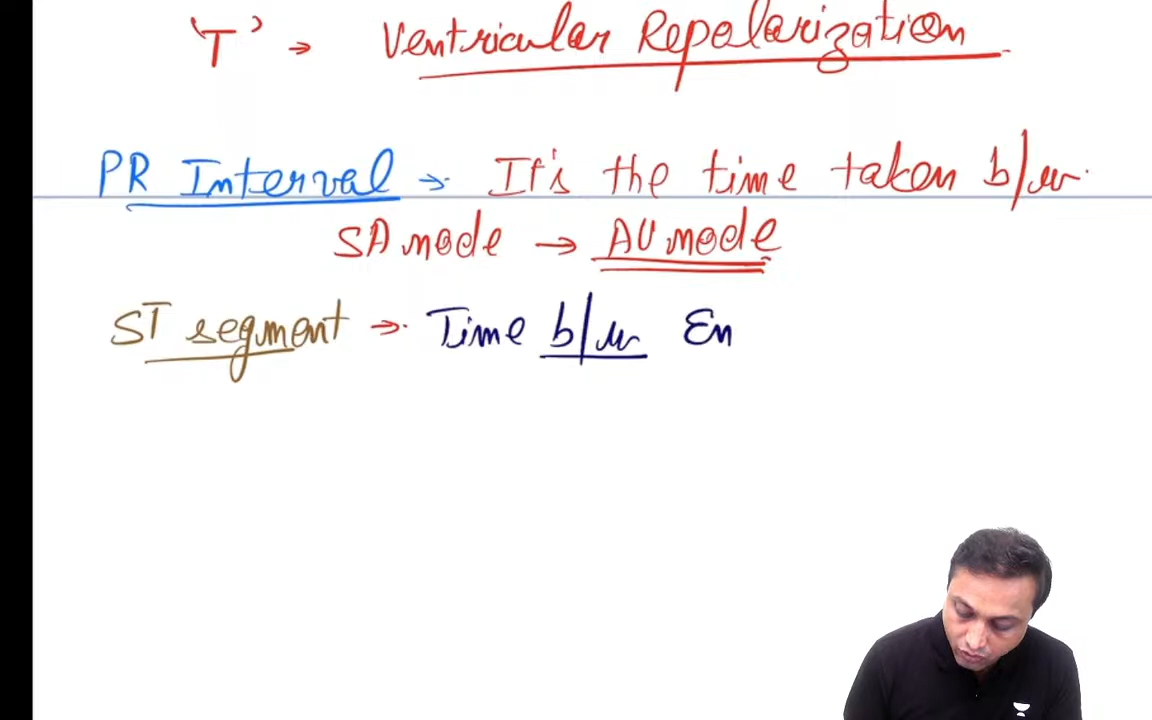 'T' → Ventricular Repolarization
PR Interval → It's the time taken b/w
SA node → AV node
ST segment → Time b/w En